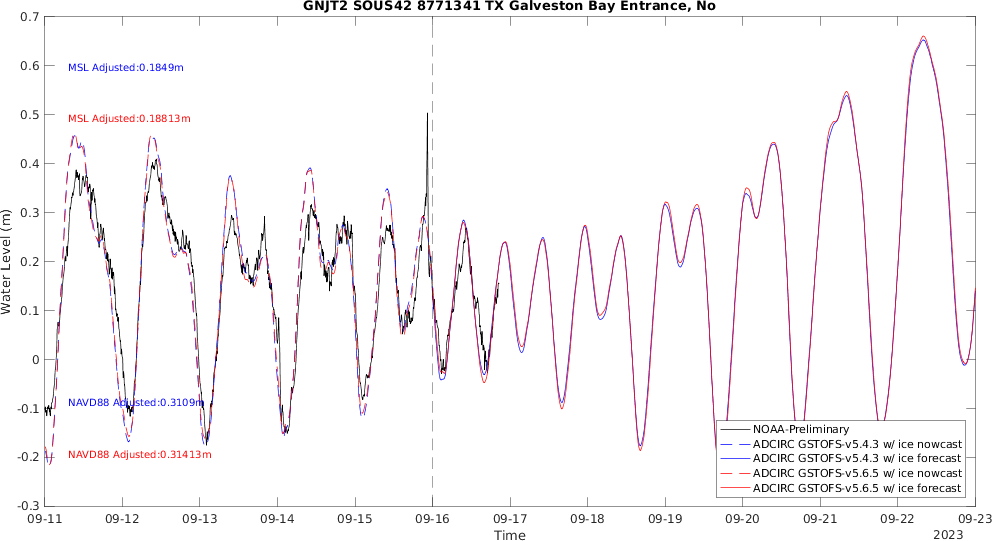 GNJT2 SOUS42 8771341 TX Galveston Bay Entrance, No
0.7
0.6
0.5
0.4
0.3
0.2
0.1
0
-0.1
-0.2
-0.3
Water Level (m)
MSL Adjusted:0.1849m
MSL Adjusted:0.18813m
NAVD88 Adjusted:0.3109m
NAVD88 Adjusted:0.31413m
NOAA-Preliminary
ADCIRC GSTOFS-v5.4.3 w/ ice nowcast
ADCIRC GSTOFS-v5.4.3 w/ ice forecast
ADCIRC GSTOFS-v5.6.5 w/ ice nowcast
ADCIRC GSTOFS-v5.6.5 w/ ice forecast
09-11 09-12 09-13 09-14 09-15 09-16 09-17 09-18 09-19 09-20 09-21 09-22 09-23
Time
2023